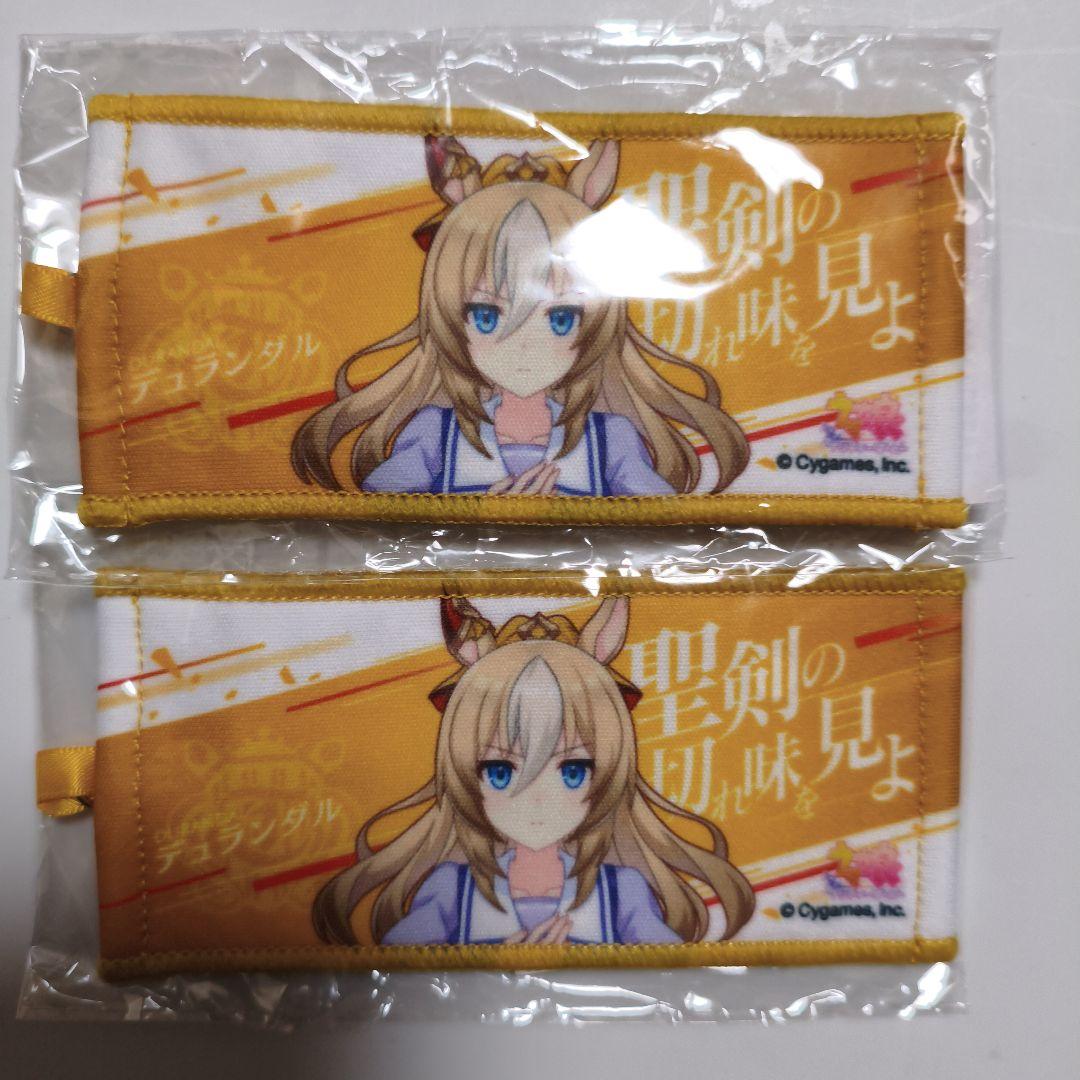 デュランダル
聖剣の
切れ味を見よ
© Cygames, Inc.
デュランダル
聖剣の
切れ味を見よ
© Cygames, Inc.